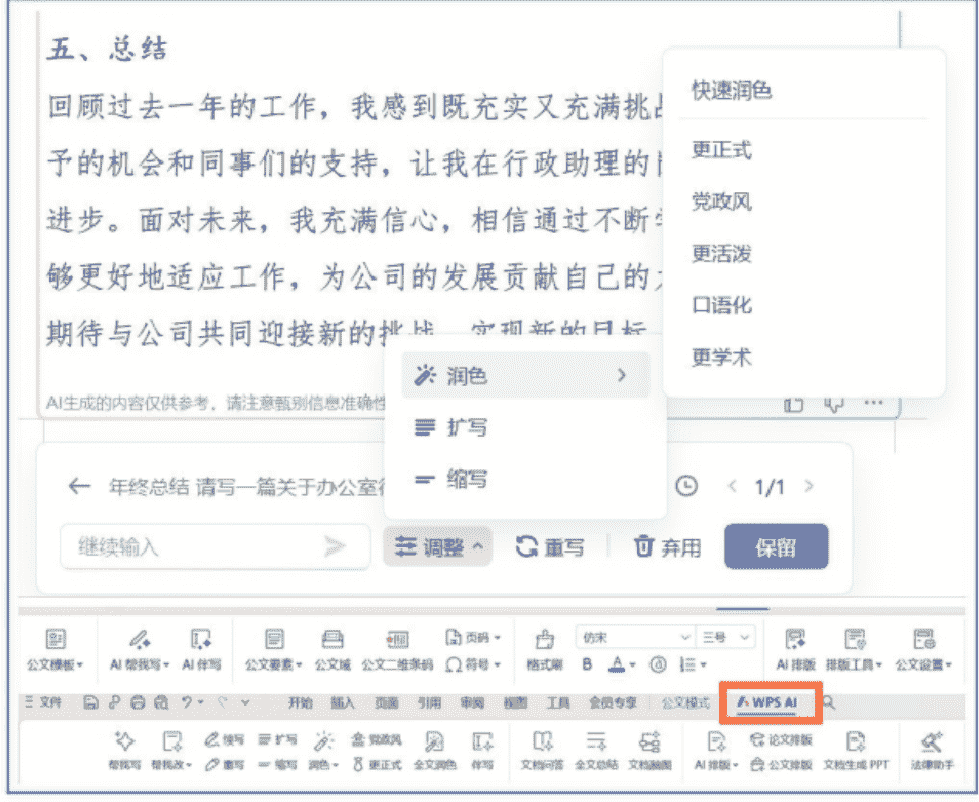 五、总结
回顾过去一年的工作，我感到既充实又充满挑
予的机会和同事们的支持，让我在行政助理的
进步。面对未来，我充满信心，相信通过不断
够更好地适应工作，为公司的发展贡献自己的
期待与公司共同迎接新的挑战，实现新的目标
AI生成的内容仅供参考，请注意甄别信息准确性
快速润色
更正式
党政风
更活泼
口语化
更学术
润色
扩写
缩写
年终总结 请写一篇关于办公室
1/1
继续输入
调整
重写
弃用
保留
公文模板 AI 帮我写 AI 伴写 公文要素 公文域 公文二维条码 页码 符号 格式刷 仿宋 三号 B A AI 排版 排版工具 公文设置
文件 开始 插入 页面 引用 审阅 视图 工具 会员专享 公文模式 WPS AI
帮我写 帮我改 续写 重写 扩写 缩写 润色 党政风 更正式 全文润色 伴写 文档问答 全文总结 文档脑图 AI 排版 论文排版 公文排版 文档生成 PPT 法律助手